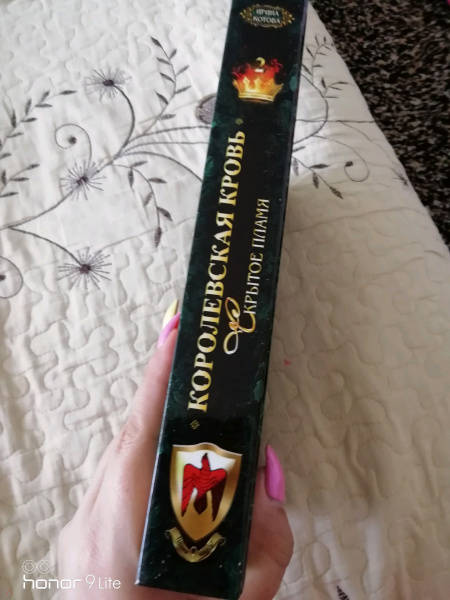 ИРИНА
КОТОВА
2
КОРОЛЕВСКАЯ КРОВЬ
СКРЫТОЕ ПЛАМЯ
honor 9 Lite